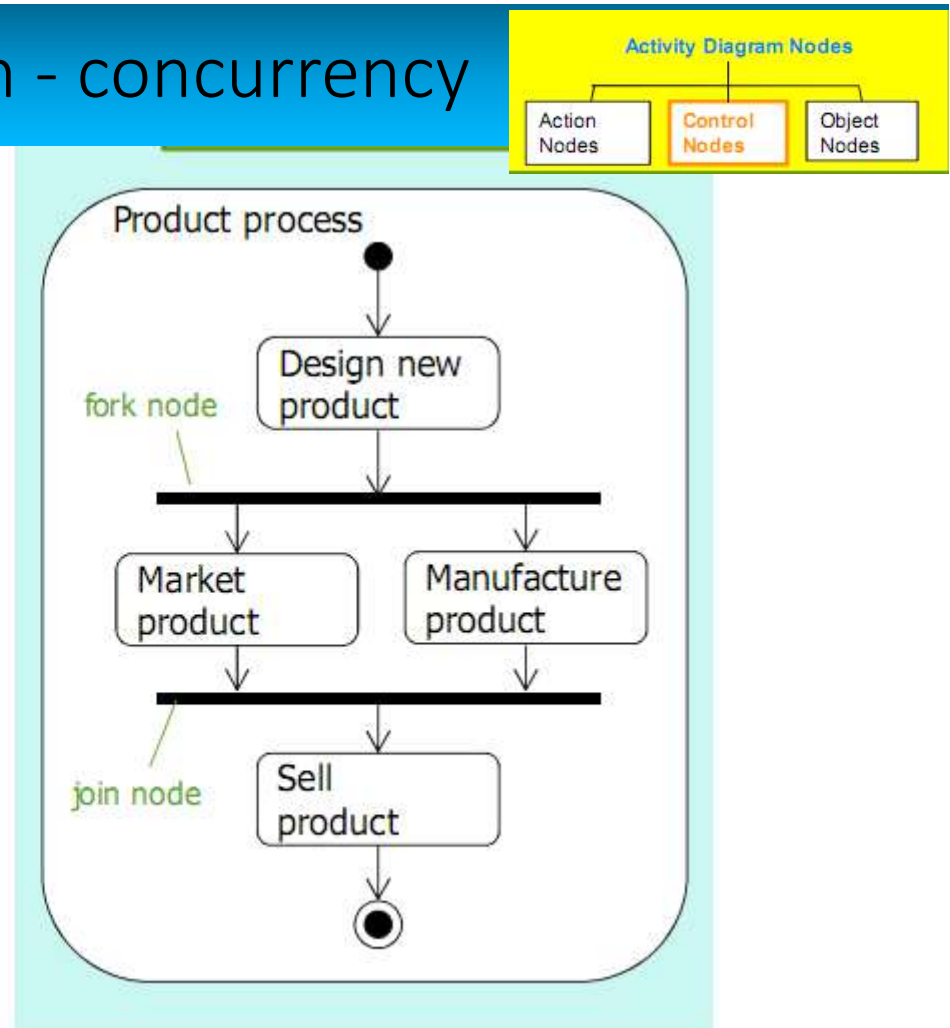 n - concurrency
Activity Diagram Nodes
Action
Nodes
Control
Nodes
Object
Nodes
Product process
Design new
product
fork node
Market
product
Manufacture
product
join node
Sell
product